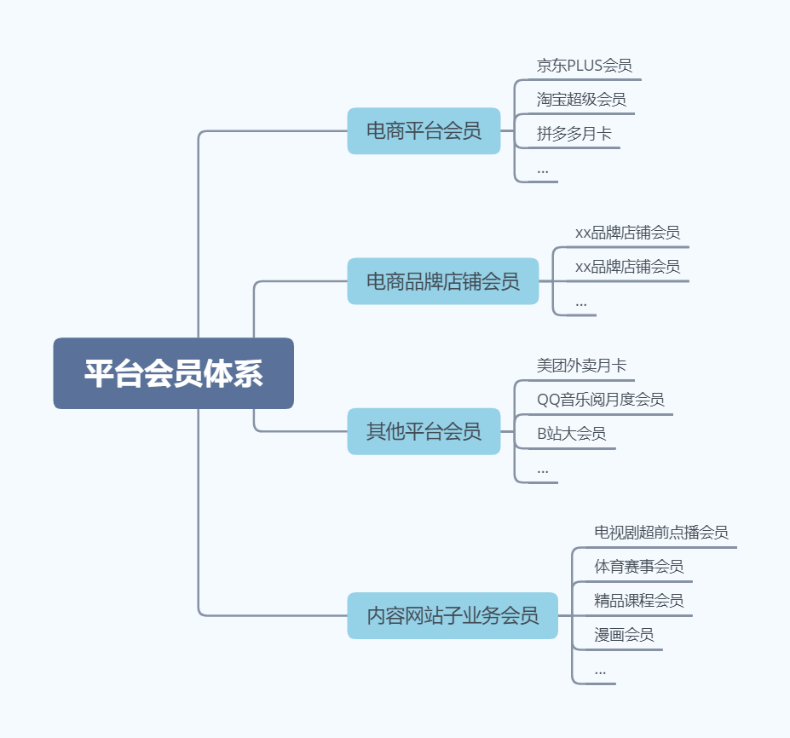 平台会员体系
电商平台会员
京东PLUS会员
淘宝超级会员
拼多多月卡
...
电商品牌店铺会员
xx品牌店铺会员
xx品牌店铺会员
...
其他平台会员
美团外卖月卡
QQ音乐阅月度会员
B站大会员
...
内容网站子业务会员
电视剧超前点播会员
体育赛事会员
精品课程会员
漫画会员
...